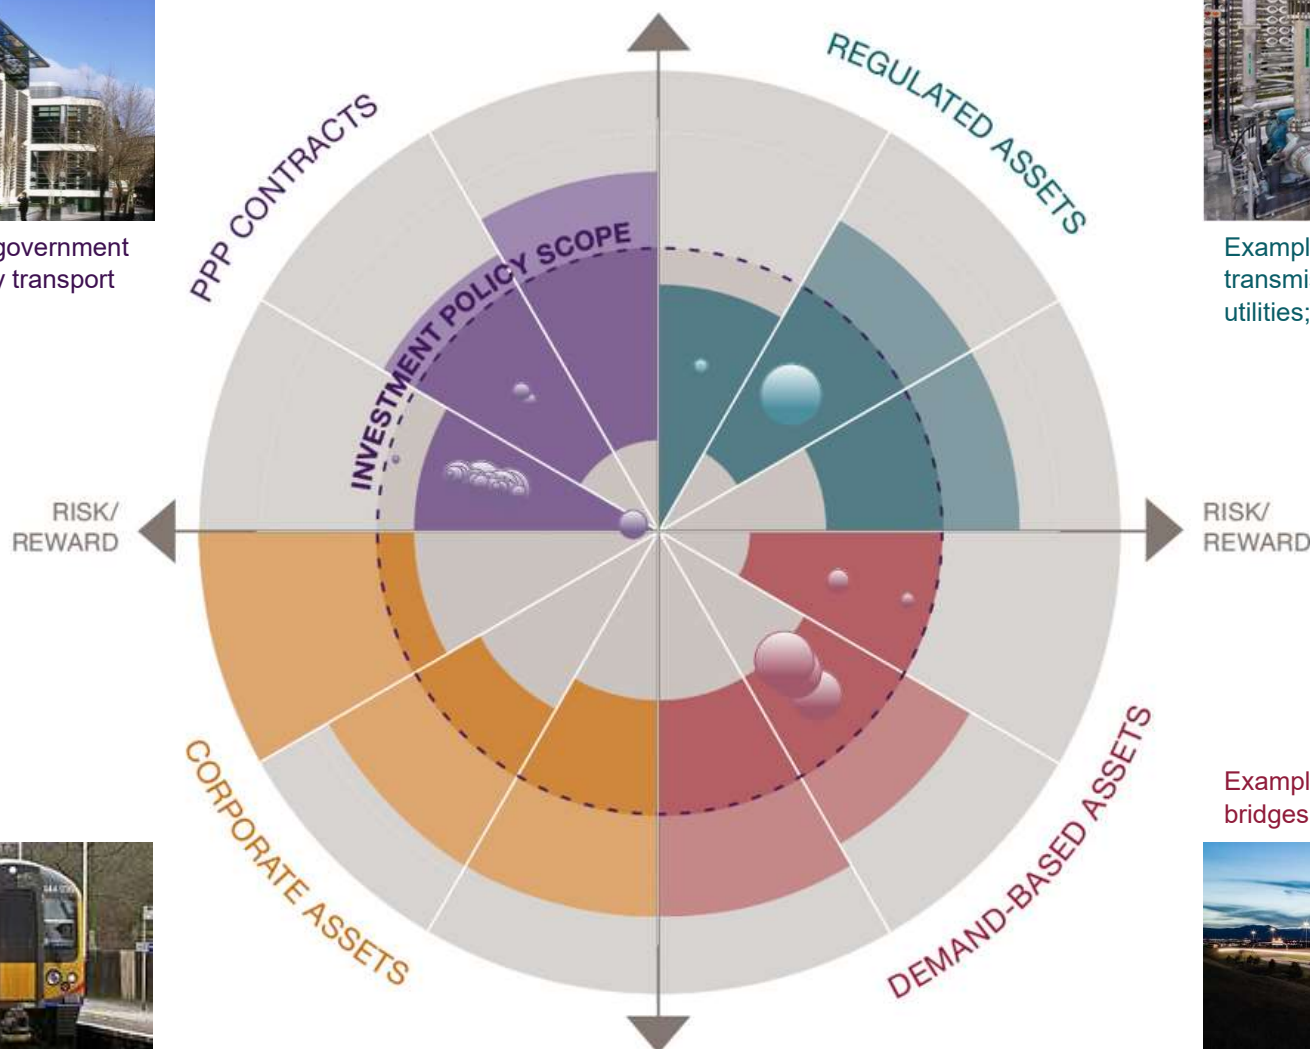 REGULATED ASSETS
PPP CONTRACTS
INVESTMENT POLICY SCOPE
government
transport
transmi
utilities;
RISK/
REWARD
RISK/
REWARD
CORPORATE ASSETS
DEMAND-BASED ASSETS
Exampl
bridges